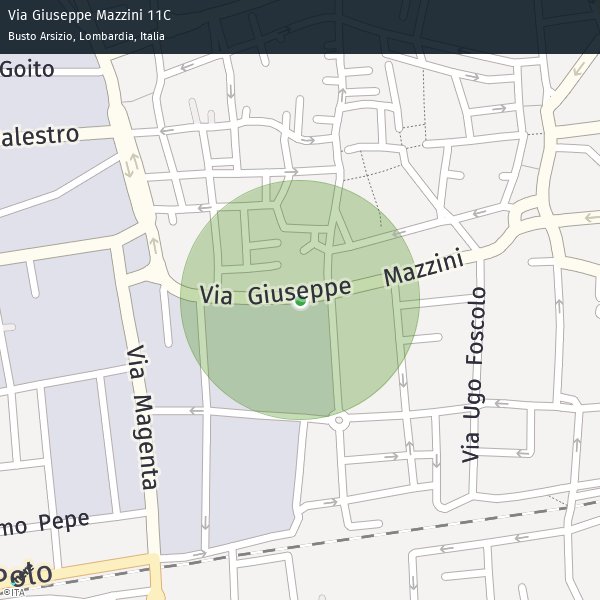 Via Giuseppe Mazzini 11C
Busto Arsizio, Lombardia, Italia
Goito
alestro
Via Giuseppe Mazzini
Via Ugo Foscolo
Via Magenta
mo Pepe
Polo
©ITA